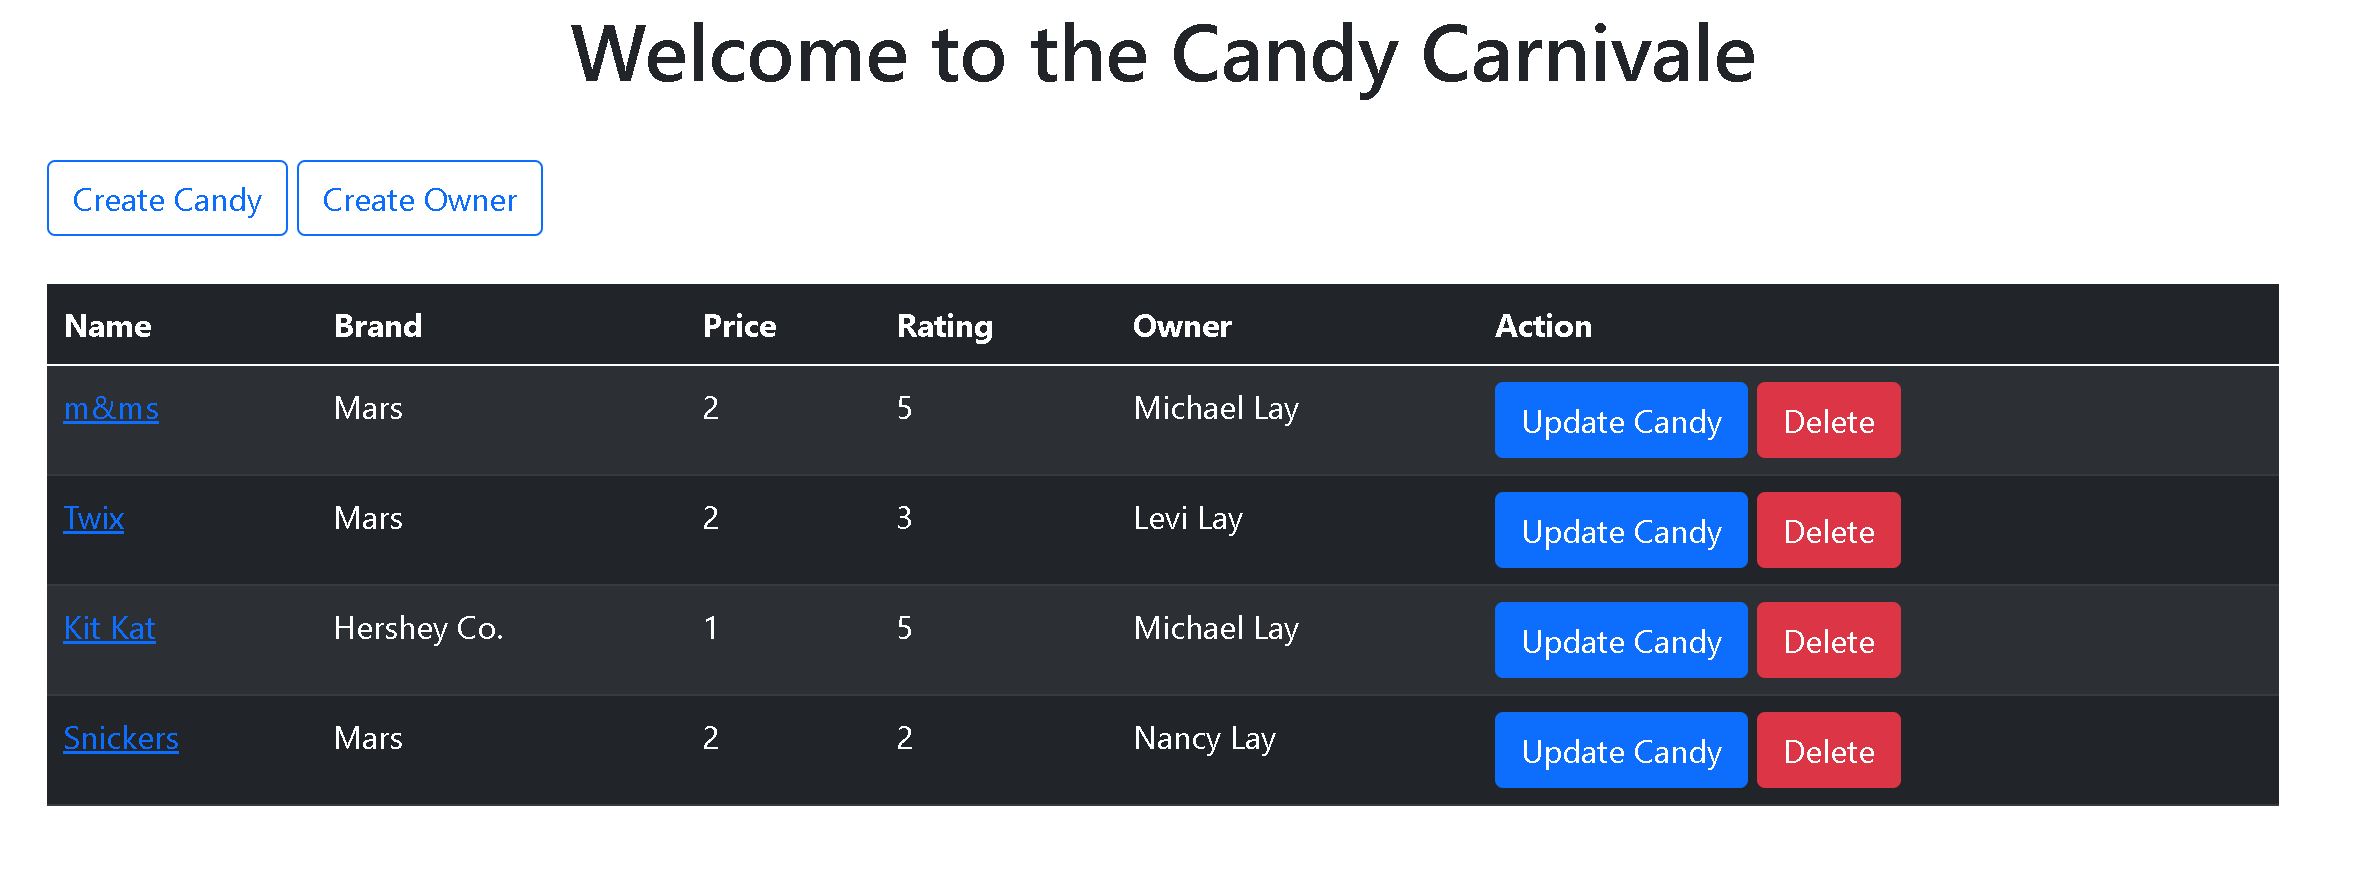 Welcome to the Candy Carnivale
Create Candy Create Owner
Name Brand Price Rating Owner Action
m&ms Mars 2 5 Michael Lay Update Candy Delete
Twix Mars 2 3 Levi Lay Update Candy Delete
Kit Kat Hershey Co. 1 5 Michael Lay Update Candy Delete
Snickers Mars 2 2 Nancy Lay Update Candy Delete